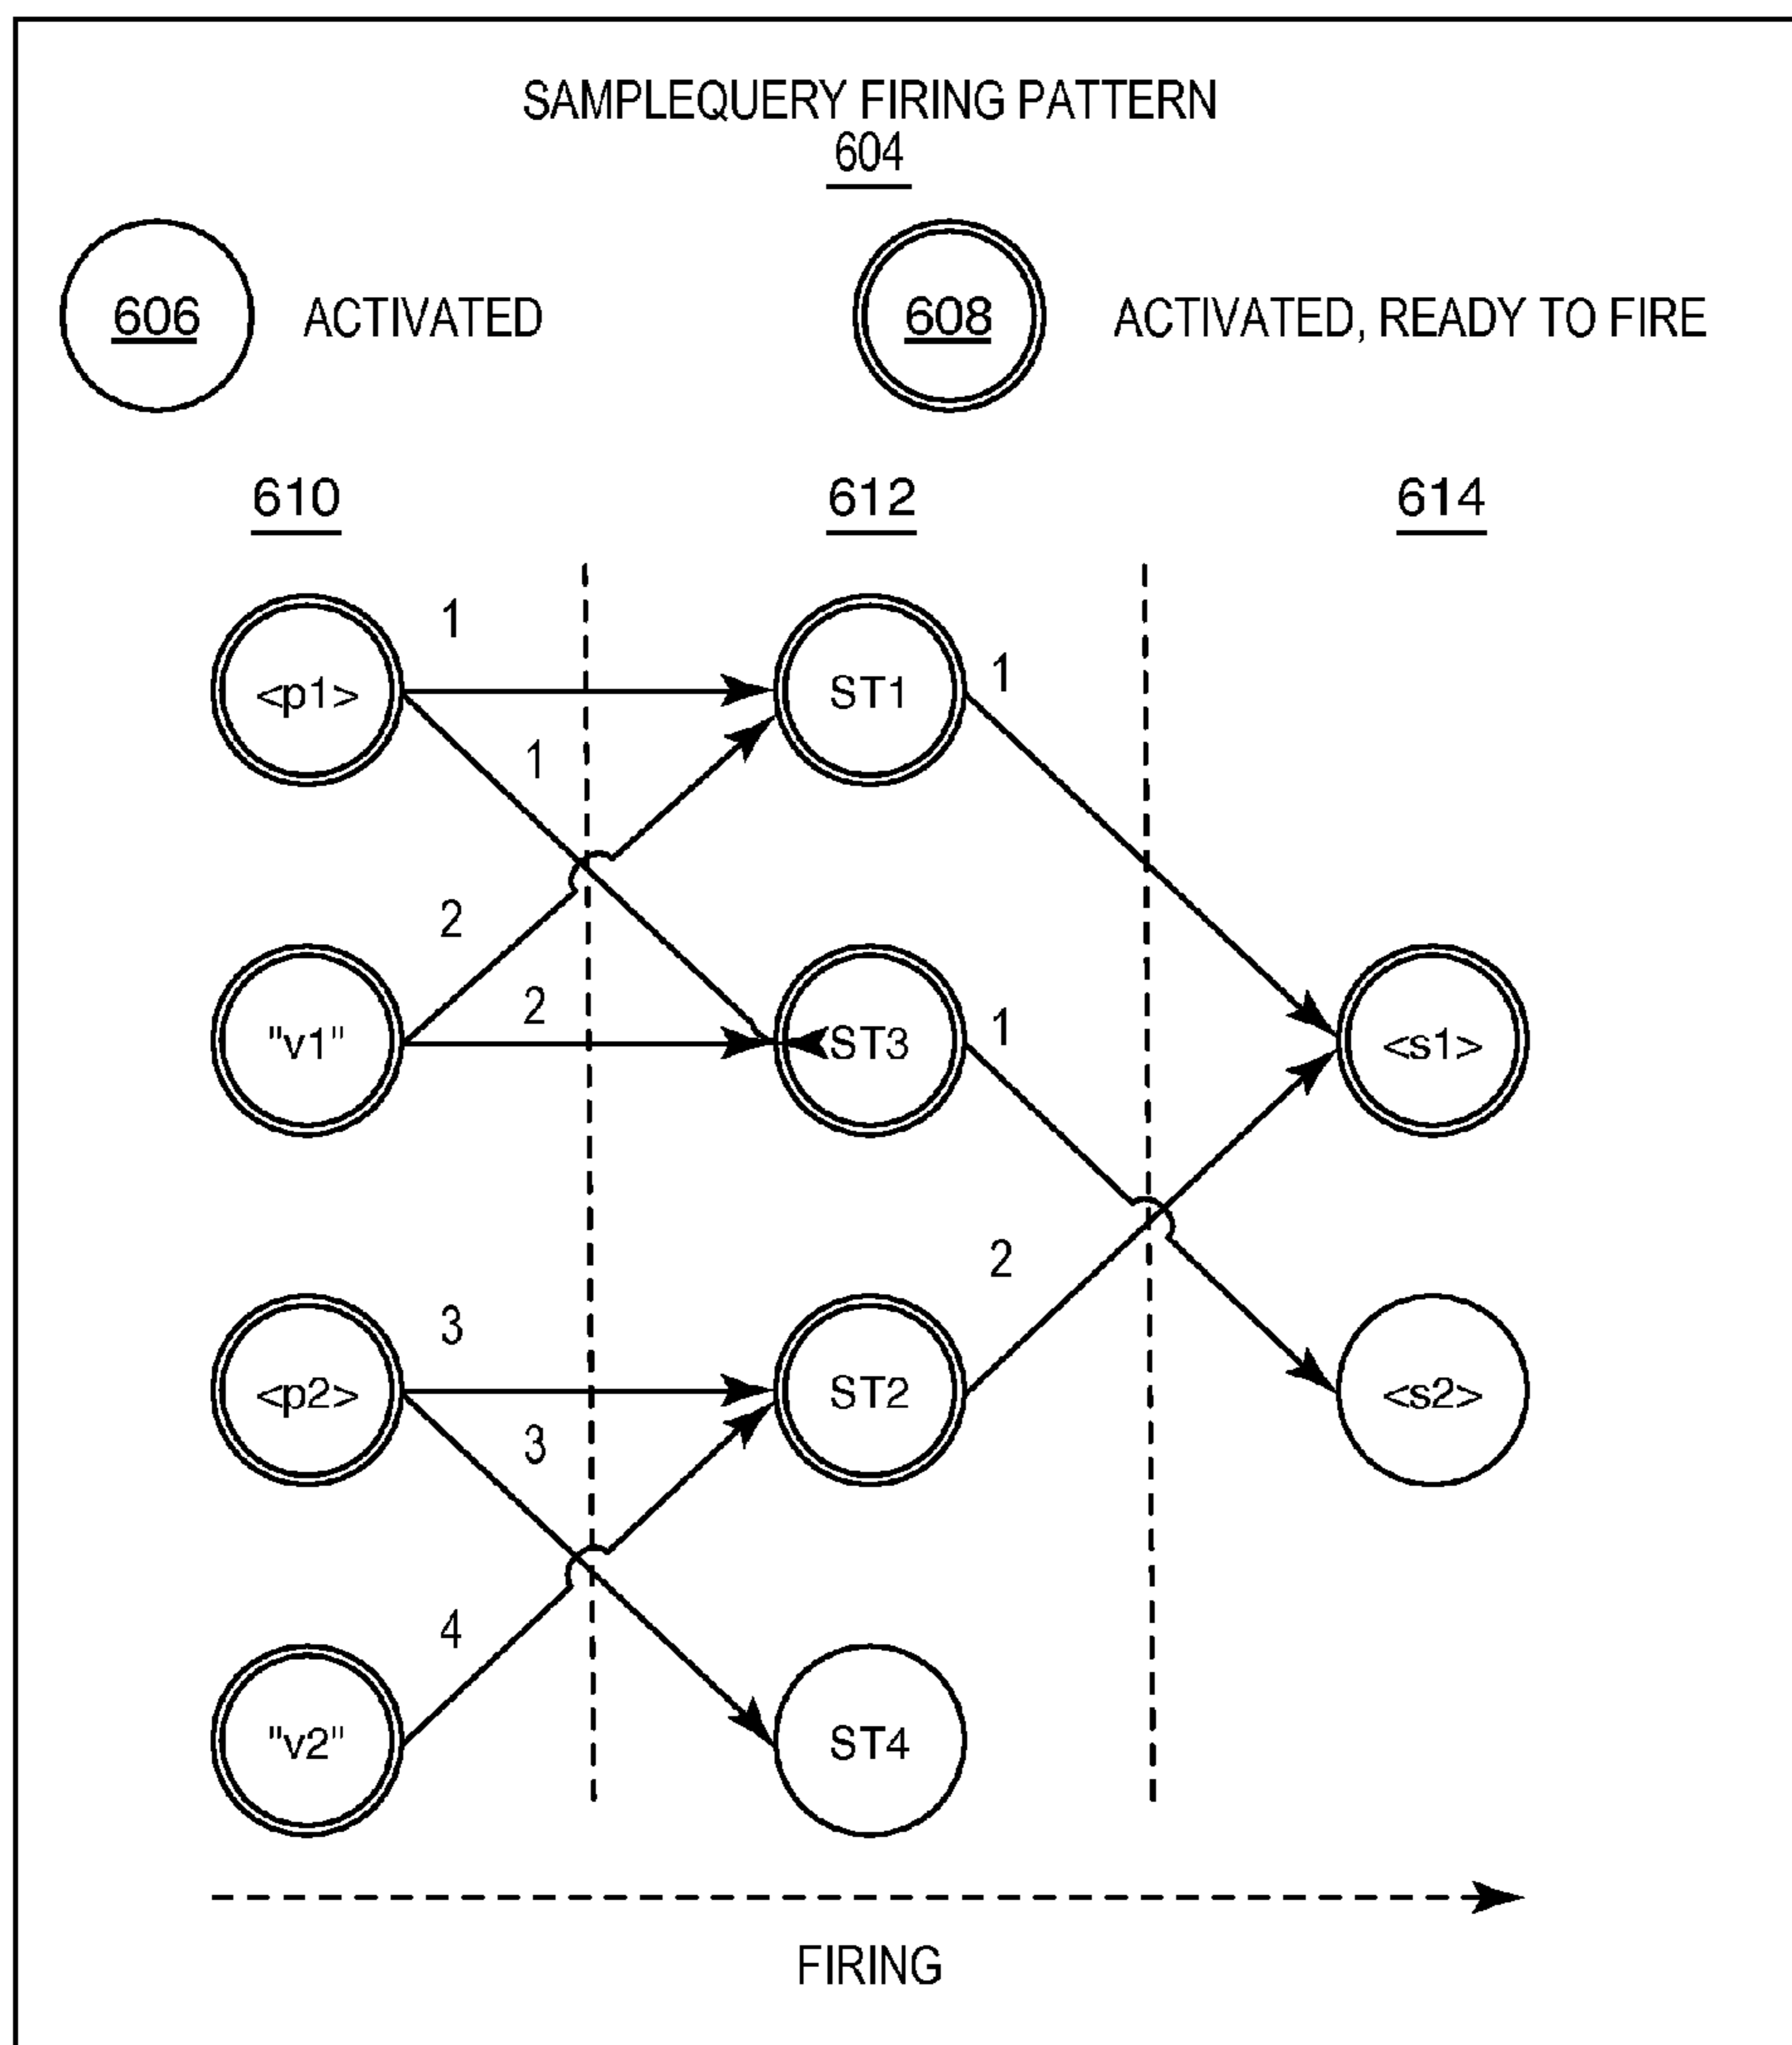 SAMPLEQUERY FIRING PATTERN
604
606 ACTIVATED 608 ACTIVATED, READY TO FIRE
610 612 614
1
<p1> ST1 1
1
2
2 1
"v1" ST3 <s1>
2
3
<p2> ST2 <s2>
3
4
"v2" ST4
FIRING